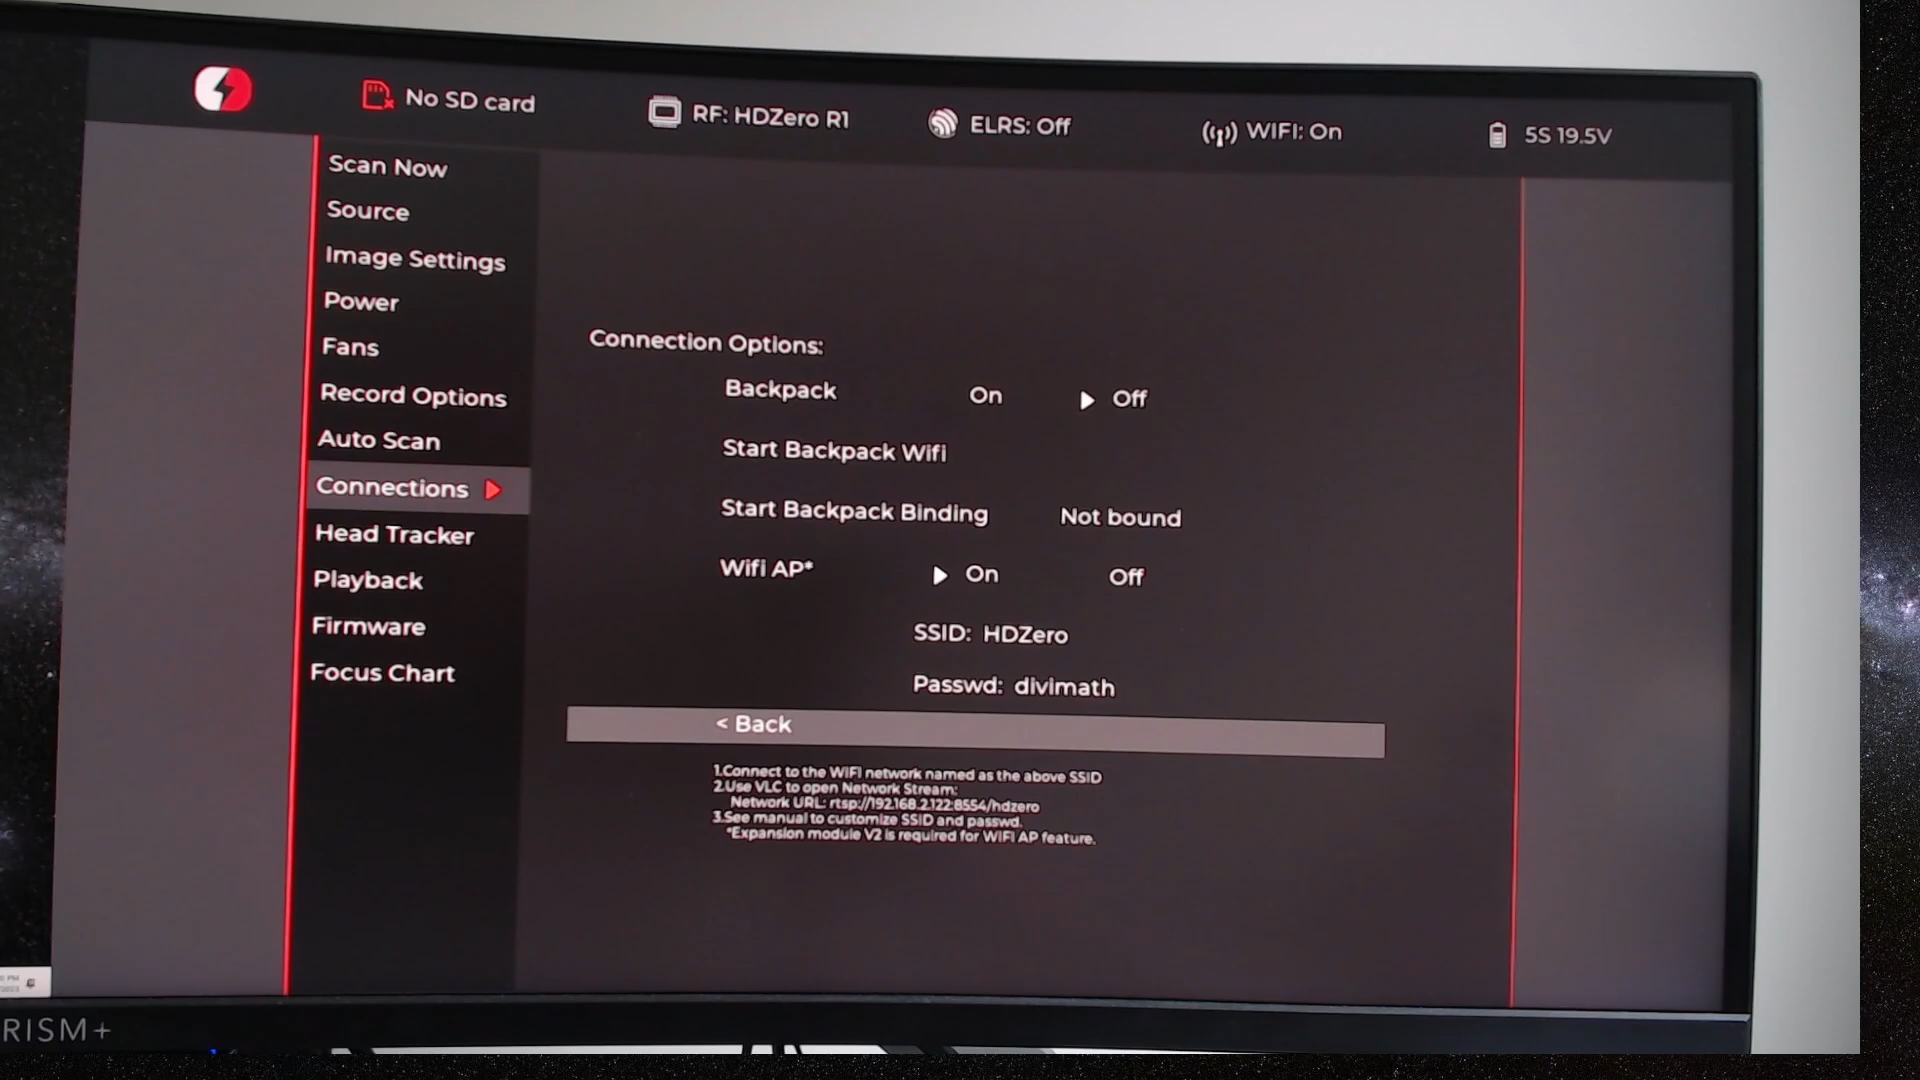 No SD card
RF: HDZero R1
ELRS: Off
WIFI: On
5S 19.5V
Scan Now
Source
Image Settings
Power
Fans
Record Options
Auto Scan
Connections
Head Tracker
Playback
Firmware
Focus Chart
Connection Options:
Backpack On Off
Start Backpack Wifi
Start Backpack Binding Not bound
Wifi AP* On Off
SSID: HDZero
Passwd: divimath
< Back
1.Connect to the WIFI network named as the above SSID
2.Use VLC to open Network Stream:
Network URL: rtsp://192.168.2.122:8554/hdzero
3.See manual to customize SSID and passwd.
*Expansion module V2 is required for WIFI AP feature.
RISM+